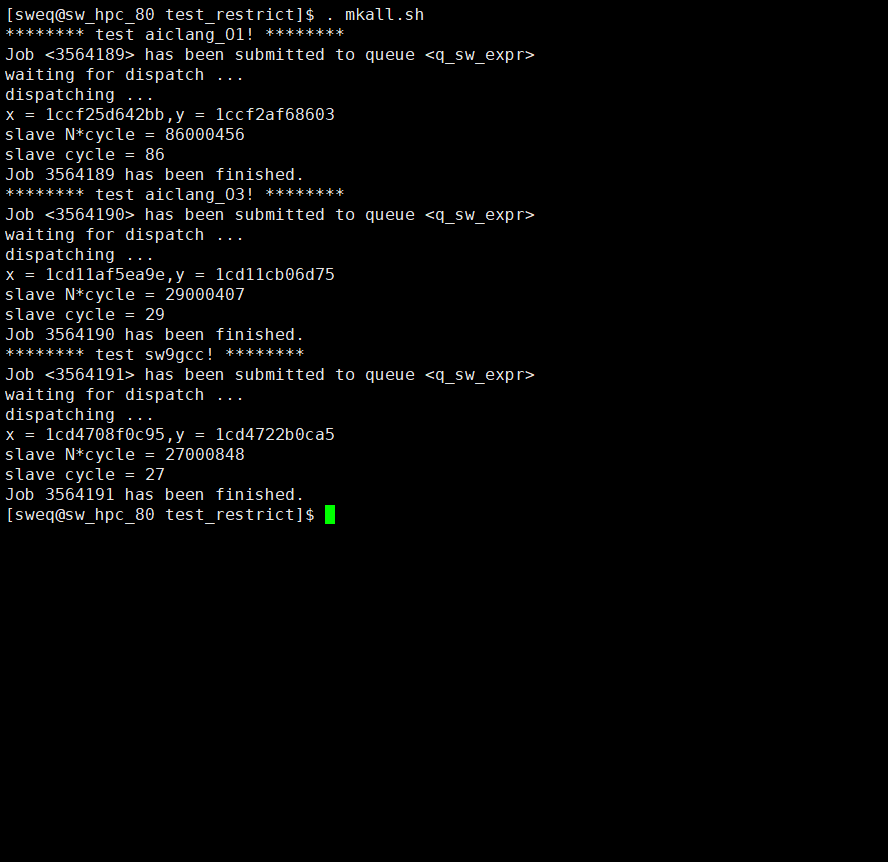 [sweq@sw_hpc_80 test_restrict]$ . mkall.sh
******** test aiclang_O1! ********
Job <3564189> has been submitted to queue <q_sw_expr>
waiting for dispatch ...
dispatching ...
x = 1ccf25d642bb,y = 1ccf2af68603
slave N*cycle = 86000456
slave cycle = 86
Job 3564189 has been finished.
******** test aiclang_O3! ********
Job <3564190> has been submitted to queue <q_sw_expr>
waiting for dispatch ...
dispatching ...
x = 1cd11af5ea9e,y = 1cd11cb06d75
slave N*cycle = 29000407
slave cycle = 29
Job 3564190 has been finished.
******** test sw9gcc! ********
Job <3564191> has been submitted to queue <q_sw_expr>
waiting for dispatch ...
dispatching ...
x = 1cd4708f0c95,y = 1cd4722b0ca5
slave N*cycle = 27000848
slave cycle = 27
Job 3564191 has been finished.
[sweq@sw_hpc_80 test_restrict]$